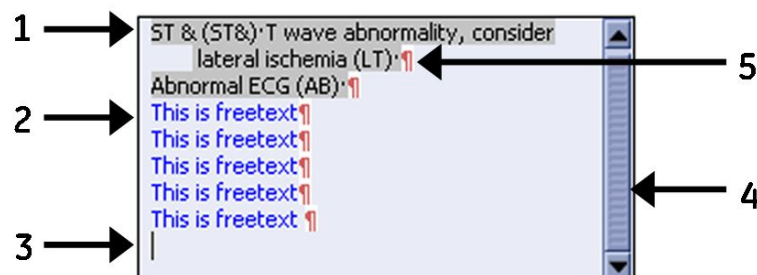 1
ST & (ST&)·T wave abnormality, consider
lateral ischemia (LT)·¶
5
Abnormal ECG (AB)·¶
2
This is freetext¶
This is freetext¶
This is freetext¶
This is freetext¶
4
This is freetext ¶
3